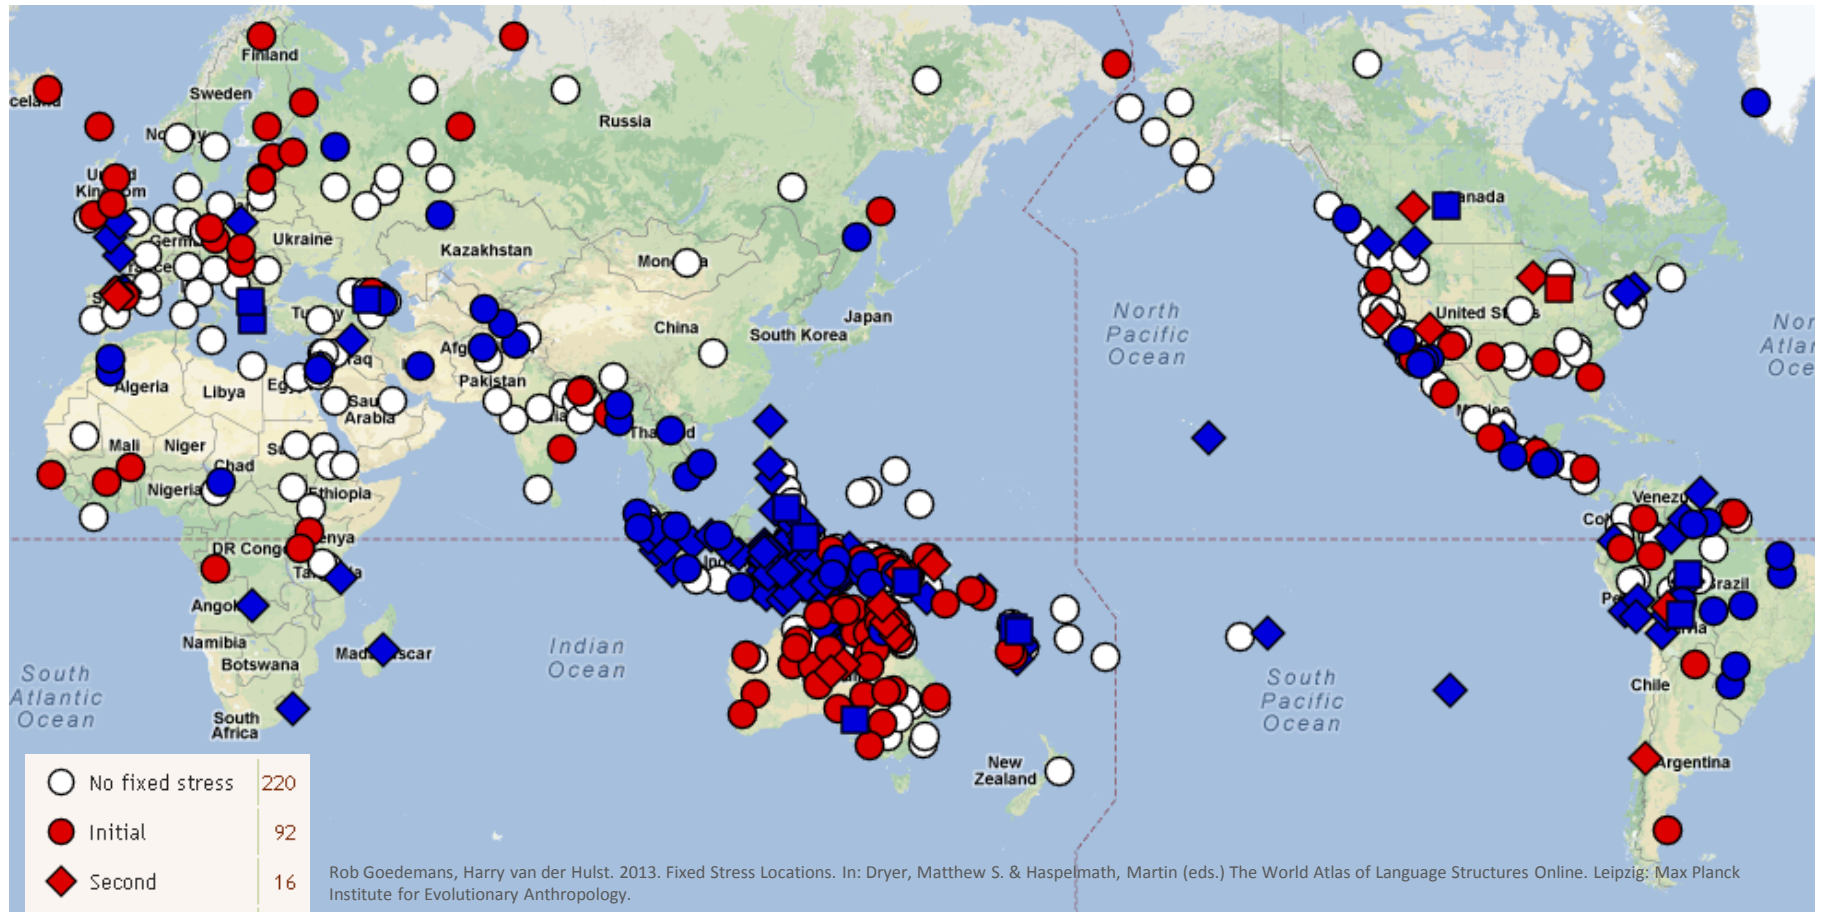 Finland
Sweden
Russia
Canada
Ukraine
Kazakhstan
Japan
China
South Korea
United States
North
Pacific
Ocean
Pakistan
Algeria
Libya
Saudi
Arabia
Mali
Niger
Chad
Nigeria
Ethiopia
Thailand
Venezu
DR Congo
Kenya
Angola
Brazil
Namibia
Botswana
Madagascar
Indian
Ocean
South
Atlantic
Ocean
South
Africa
South
Pacific
Ocean
Chile
Argentina
New
Zealand
No fixed stress 220
Initial 92
Second 16
Rob Goedemans, Harry van der Hulst. 2013. Fixed Stress Locations. In: Dryer, Matthew S. & Haspelmath, Martin (eds.) The World Atlas of Language Structures Online. Leipzig: Max Planck
Institute for Evolutionary Anthropology.